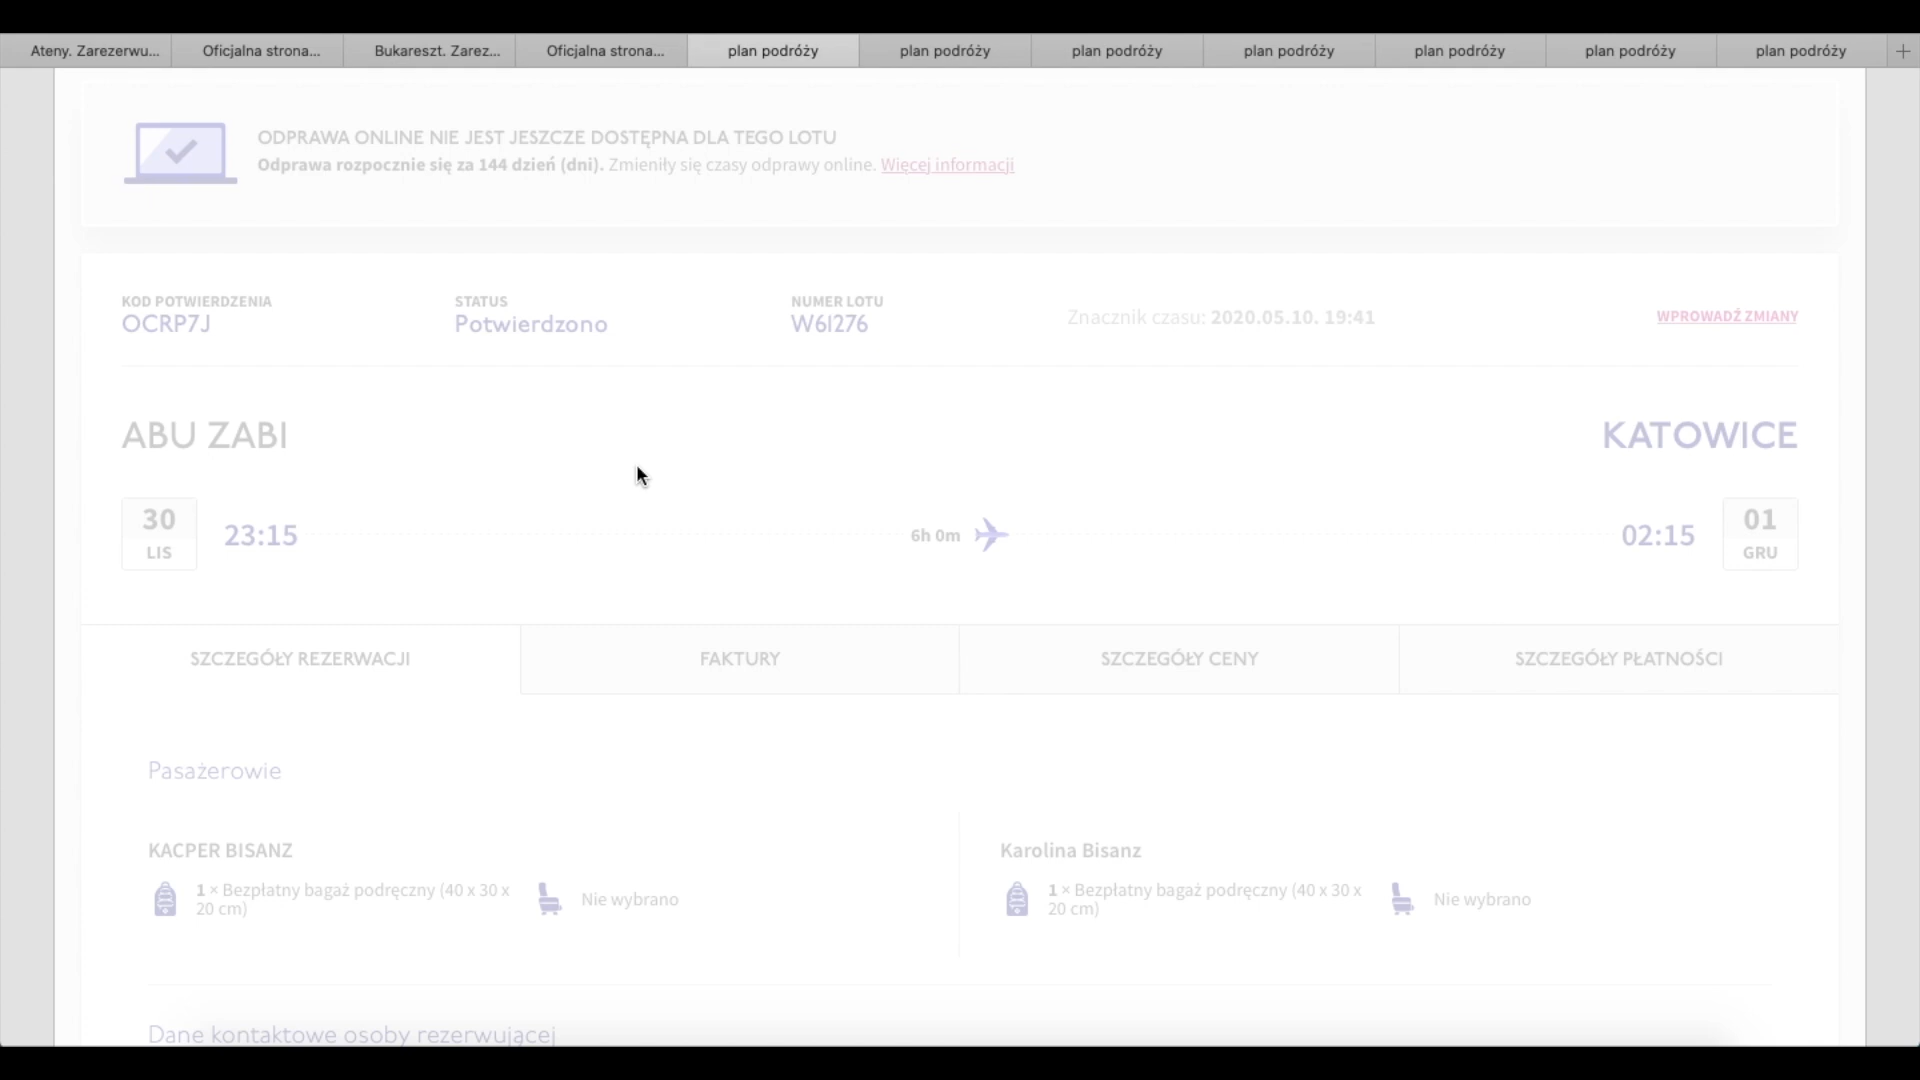 Ateny. Zarezerwu...
Oficjalna strona...
Bukareszt. Zarez...
Oficjalna strona...
plan podróży
plan podróży
plan podróży
plan podróży
plan podróży
plan podróży
plan podróży
ODPRAWA ONLINE NIE JEST JESZCZE DOSTĘPNA DLA TEGO LOTU
Odprawa rozpocznie się za 144 dzień (dni). Zmieniły się czasy odprawy online. Więcej informacji
KOD POTWIERDZENIA
OCRP7J
STATUS
Potwierdzono
NUMER LOTU
W61276
Znacznik czasu: 2020.05.10. 19:41
WPROWADŹ ZMIANY
ABU ZABI
KATOWICE
30
LIS
23:15
6h 0m
02:15
01
GRU
SZCZEGÓŁY REZERWACJI
FAKTURY
SZCZEGÓŁY CENY
SZCZEGÓŁY PŁATNOŚCI
Pasażerowie
KACPER BISANZ
1 × Bezpłatny bagaż podręczny (40 x 30 x
20 cm)
Nie wybrano
Karolina Bisanz
1 × Bezpłatny bagaż podręczny (40 x 30 x
20 cm)
Nie wybrano
Dane kontaktowe osoby rezerwującej